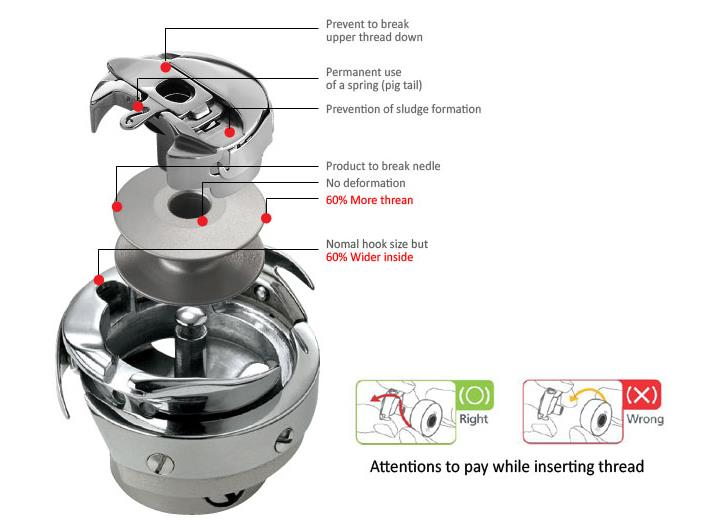 Prevent to break
upper thread down
Permanent use
of a spring (pig tail)
Prevention of sludge formation
Product to break nedle
No deformation
60% More threan
Nomal hook size but
60% Wider inside
Right
Wrong
Attentions to pay while inserting thread